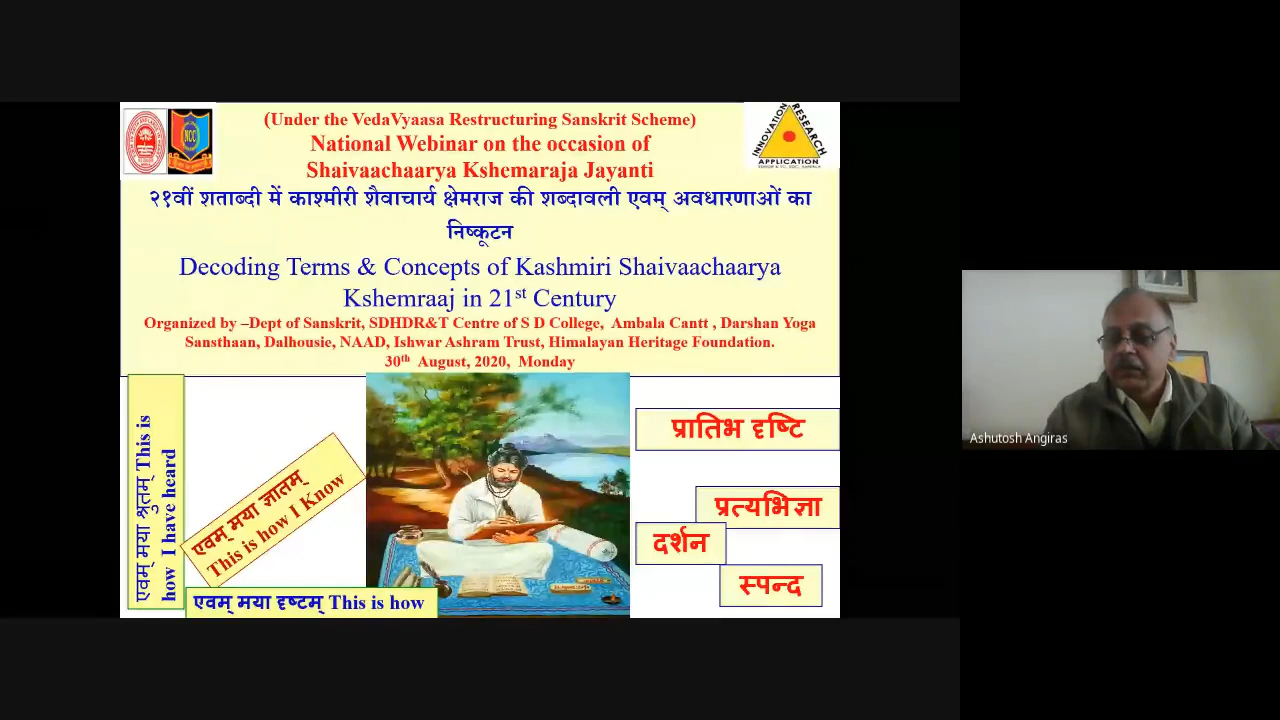 (Under the VedaVyaasa Restructuring Sanskrit Scheme)
National Webinar on the occasion of
Shaivaachaarya Kshemaraja Jayanti
२१वीं शताब्दी में काश्मीरी शैवाचार्य क्षेमराज की शब्दावली एवम् अवधारणाओं का
निष्कूटन
Decoding Terms & Concepts of Kashmiri Shaivaachaarya
Kshemraaj in 21st Century
Organized by –Dept of Sanskrit, SDHDR&T Centre of S D College, Ambala Cantt , Darshan Yoga
Sansthaan, Dalhousie, NAAD, Ishwar Ashram Trust, Himalayan Heritage Foundation.
30th August, 2020, Monday
NCC
INNOVATION RESEARCH
APPLICATION
एवम् मया श्रुतम् This is
how I have heard
एवम् मया ज्ञातम्
This is how I Know
एवम् मया दृष्टम् This is how
प्रातिभ दृष्टि
प्रत्यभिज्ञा
दर्शन
स्पन्द
Ashutosh Angiras